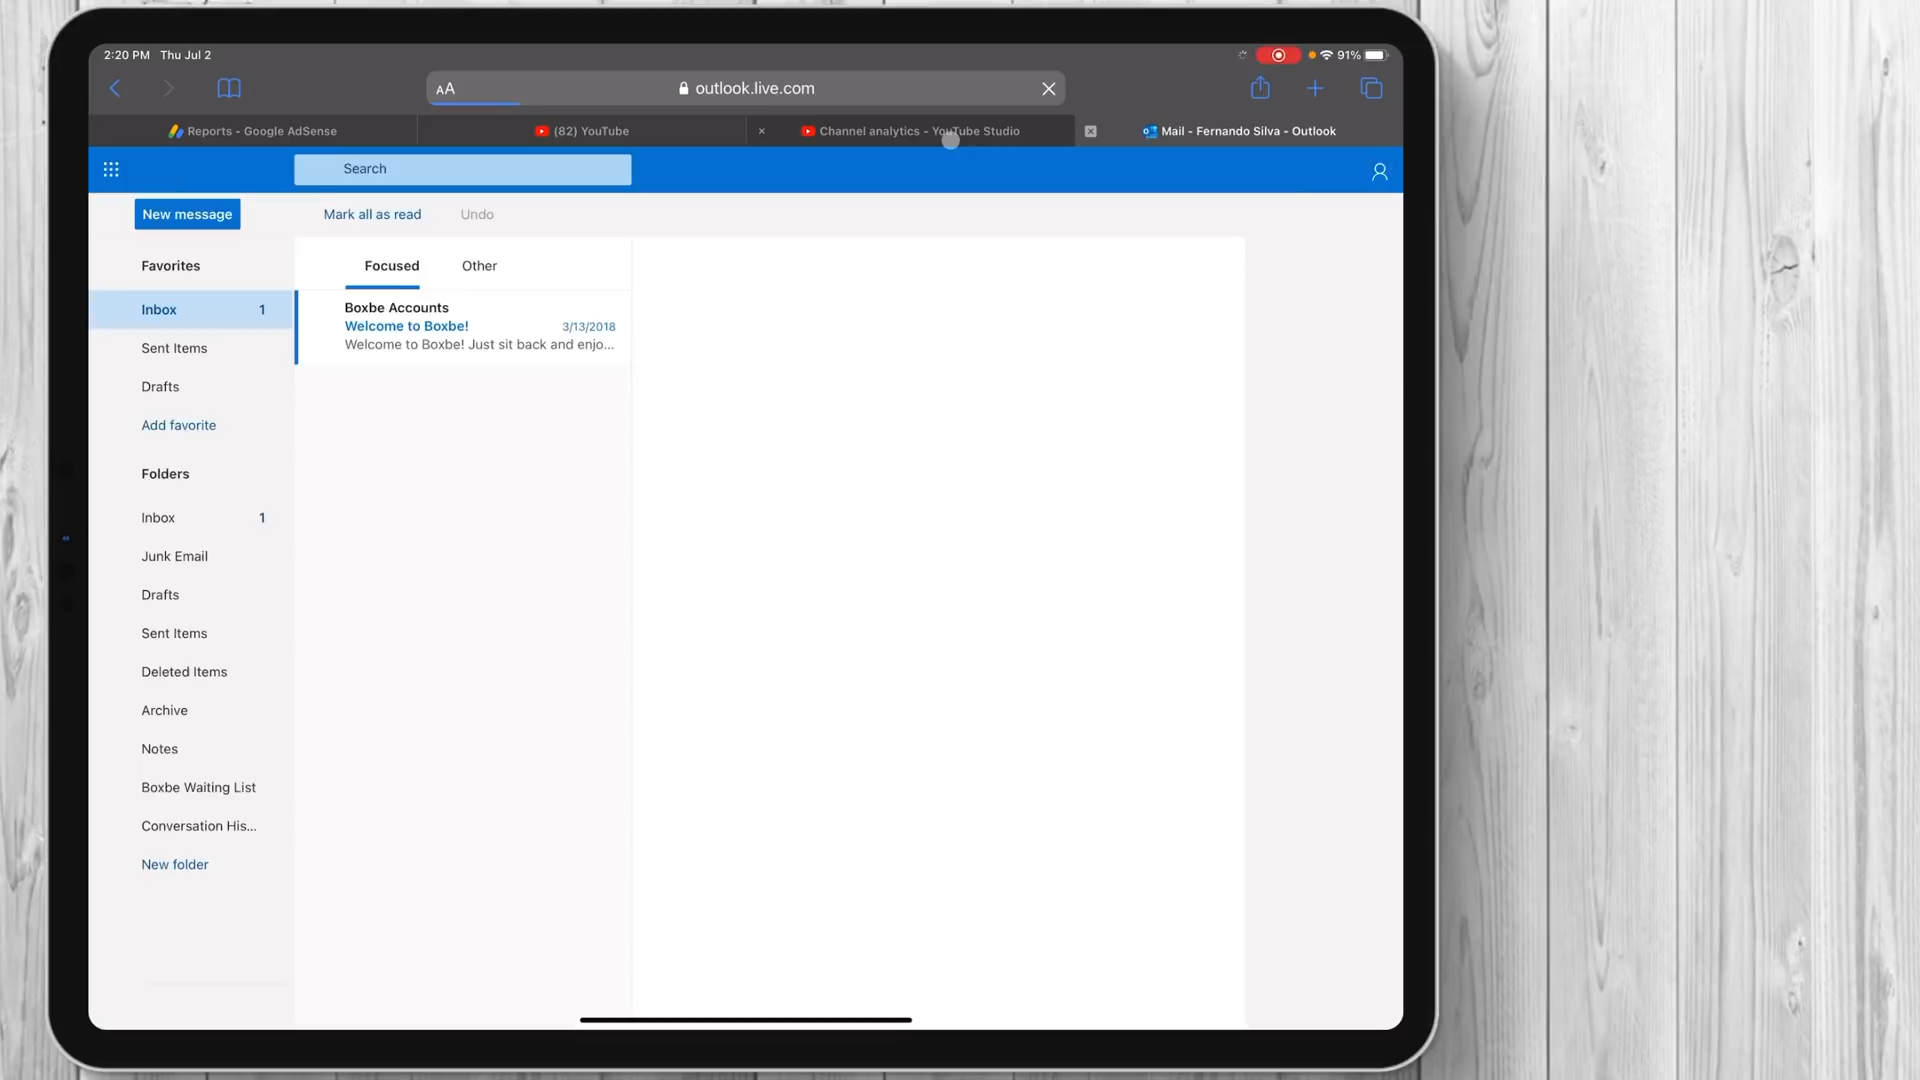 2:20 PM Thu Jul 2
91%
AA
outlook.live.com
Reports - Google AdSense
(82) YouTube
Channel analytics - YouTube Studio
Mail - Fernando Silva - Outlook
Search
New message
Mark all as read
Undo
Favorites
Focused
Other
Inbox 1
Boxbe Accounts
Welcome to Boxbe! 3/13/2018
Welcome to Boxbe! Just sit back and enjo...
Sent Items
Drafts
Add favorite
Folders
Inbox 1
Junk Email
Drafts
Sent Items
Deleted Items
Archive
Notes
Boxbe Waiting List
Conversation His...
New folder